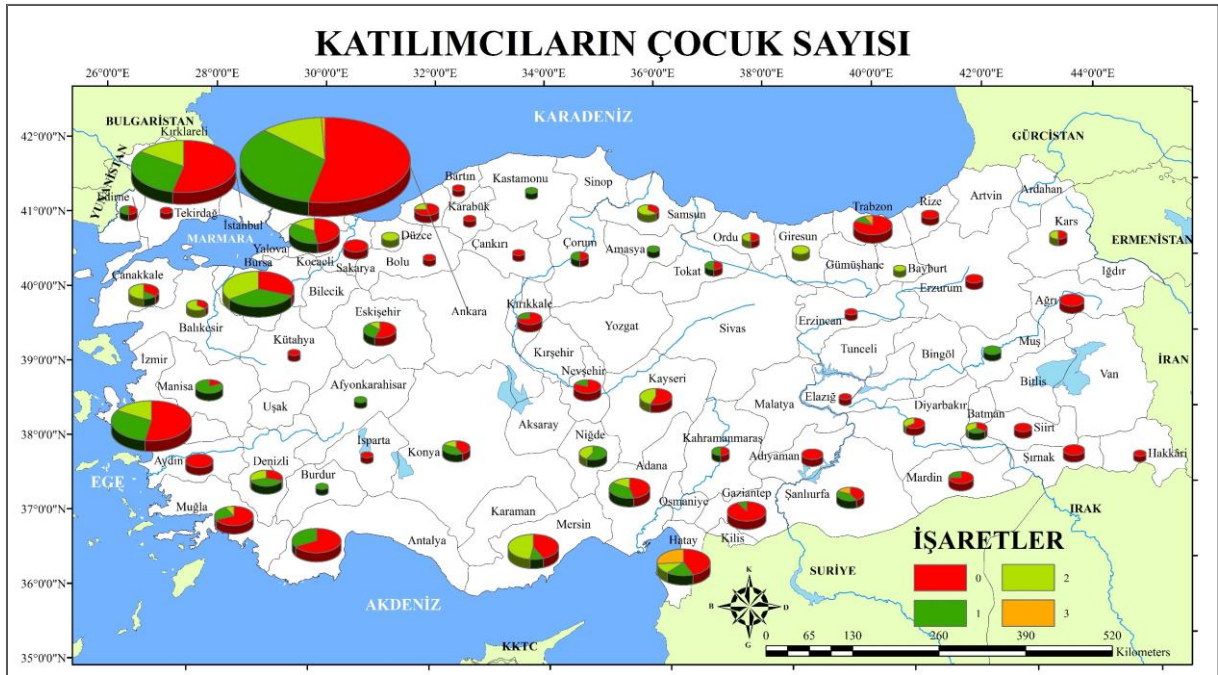 KATILIMCILARIN ÇOCUK SAYISI
26°0'0"E 28°0'0"E 30°0'0"E 32°0'0"E 34°0'0"E 36°0'0"E 38°0'0"E 40°0'0"E 42°0'0"E 44°0'0"E
42°0'0"N
41°0'0"N
40°0'0"N
39°0'0"N
38°0'0"N
37°0'0"N
36°0'0"N
35°0'0"N
BULGARİSTAN
YUNANİSTAN
KARADENİZ
GÜRCİSTAN
ERMENİSTAN
İRAN
IRAK
SURİYE
KKTC
AKDENİZ
EGE
MARMARA
Kırklareli
Edirne
Tekirdağ
İstanbul
Yalova
Kocaeli
Sakarya
Bursa
Bilecik
Düzce
Bolu
Bartın
Karabük
Kastamonu
Sinop
Çankırı
Çorum
Amasya
Samsun
Tokat
Ordu
Giresun
Trabzon
Rize
Artvin
Ardahan
Kars
Gümüşhane
Bayburt
Erzurum
Iğdır
Ağrı
Çanakkale
Balıkesir
Kütahya
Eskişehir
Ankara
Kırıkkale
Yozgat
Sivas
Erzincan
Tunceli
Bingöl
Muş
Bitlis
Van
İzmir
Manisa
Uşak
Afyonkarahisar
Kırşehir
Nevşehir
Kayseri
Aksaray
Malatya
Elazığ
Diyarbakır
Batman
Siirt
Şırnak
Hakkâri
Aydın
Denizli
Burdur
Isparta
Konya
Niğde
Kahramanmaraş
Adıyaman
Mardin
Şanlıurfa
Gaziantep
Kilis
Osmaniye
Adana
Hatay
Mersin
Karaman
Antalya
Muğla
İŞARETLER
0 2
1 3
K
B D
G
0 65 130 260 390 520
Kilometers